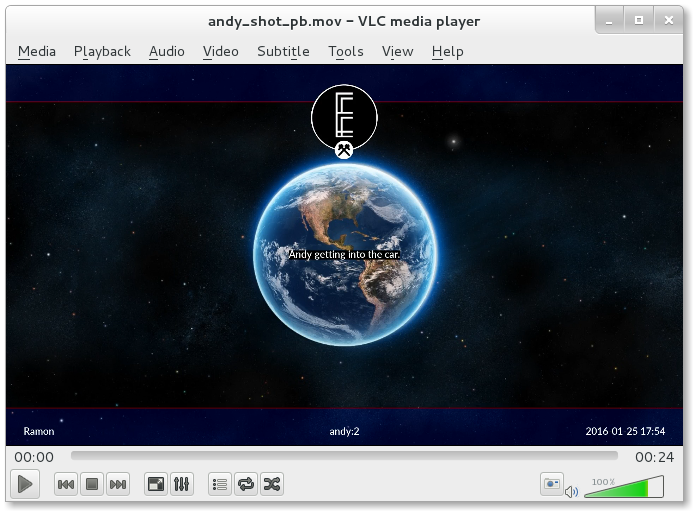 andy_shot_pb.mov – VLC media player
Media Playback Audio Video Subtitle Tools View Help
Andy getting into the car.
Ramon andy:2 2016 01 25 17:54
00:00 00:24
100%